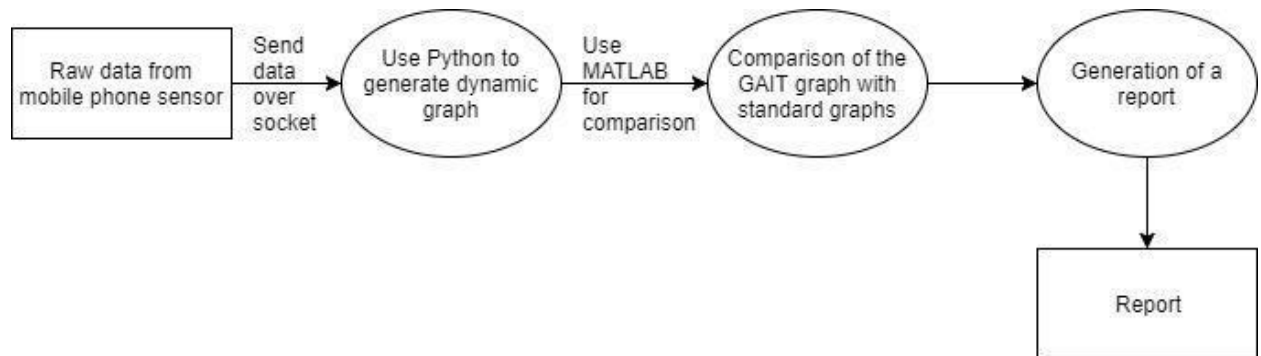 Raw data from
mobile phone sensor
Send
data
over
socket
Use Python to
generate dynamic
graph
Use
MATLAB
for
comparison
Comparison of the
GAIT graph with
standard graphs
Generation of a
report
Report